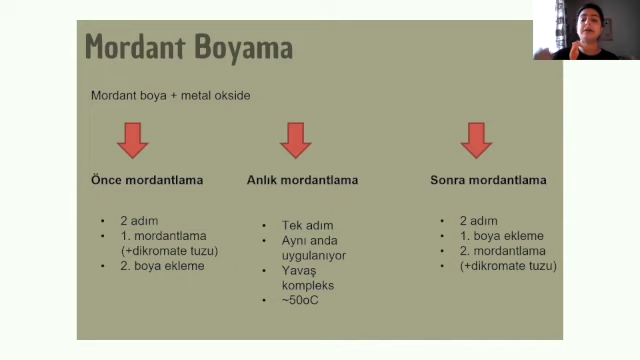 Mordant Boyama
Mordant boya + metal okside
Önce mordantlama
2 adım
1. mordantlama
(+dikromate tuzu)
2. boya ekleme
Anlık mordantlama
Tek adım
Aynı anda
uygulanıyor
Yavaş
kompleks
~50oC
Sonra mordantlama
2 adım
1. boya ekleme
2. mordantlama
(+dikromate tuzu)